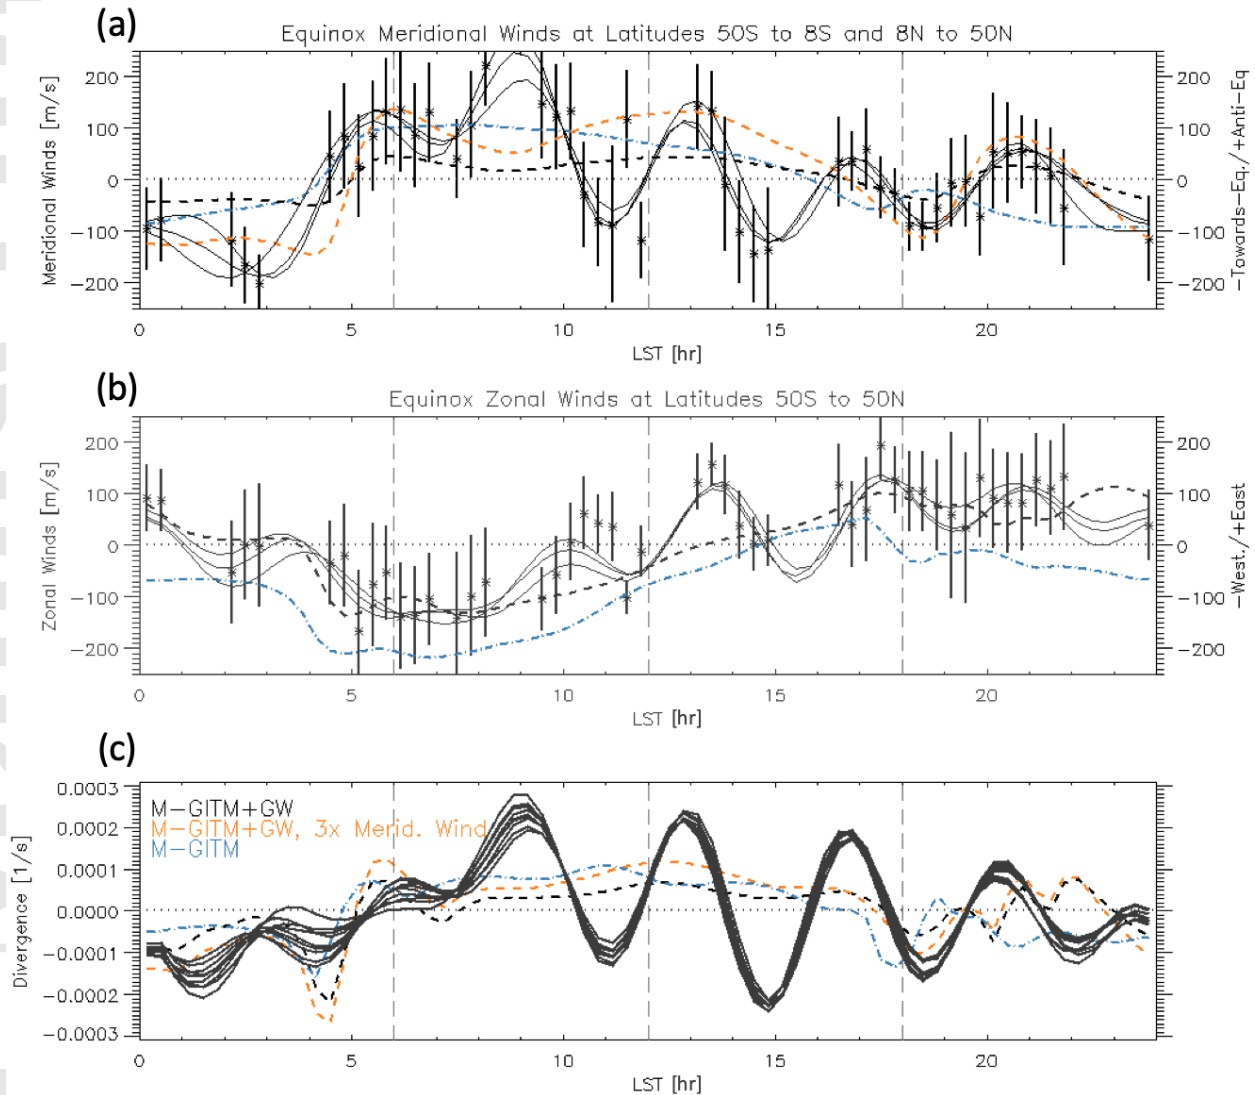 (a)
Equinox Meridional Winds at Latitudes 50S to 8S and 8N to 50N
Meridional Winds [m/s]
200
100
0
-100
-200
200
100
0
-100
-200
-Towards-Eq./+Anti-Eq
0
5
10
15
20
LST [hr]
(b)
Equinox Zonal Winds at Latitudes 50S to 50N
Zonal Winds [m/s]
200
100
0
-100
-200
200
100
0
-100
-200
-West./+East
0
5
10
15
20
LST [hr]
(c)
Divergence [1/s]
0.0003
0.0002
0.0001
0.0000
-0.0001
-0.0002
-0.0003
M-GITM+GW
M-GITM+GW, 3x Merid. Wind
M-GITM
0
5
10
15
20
LST [hr]